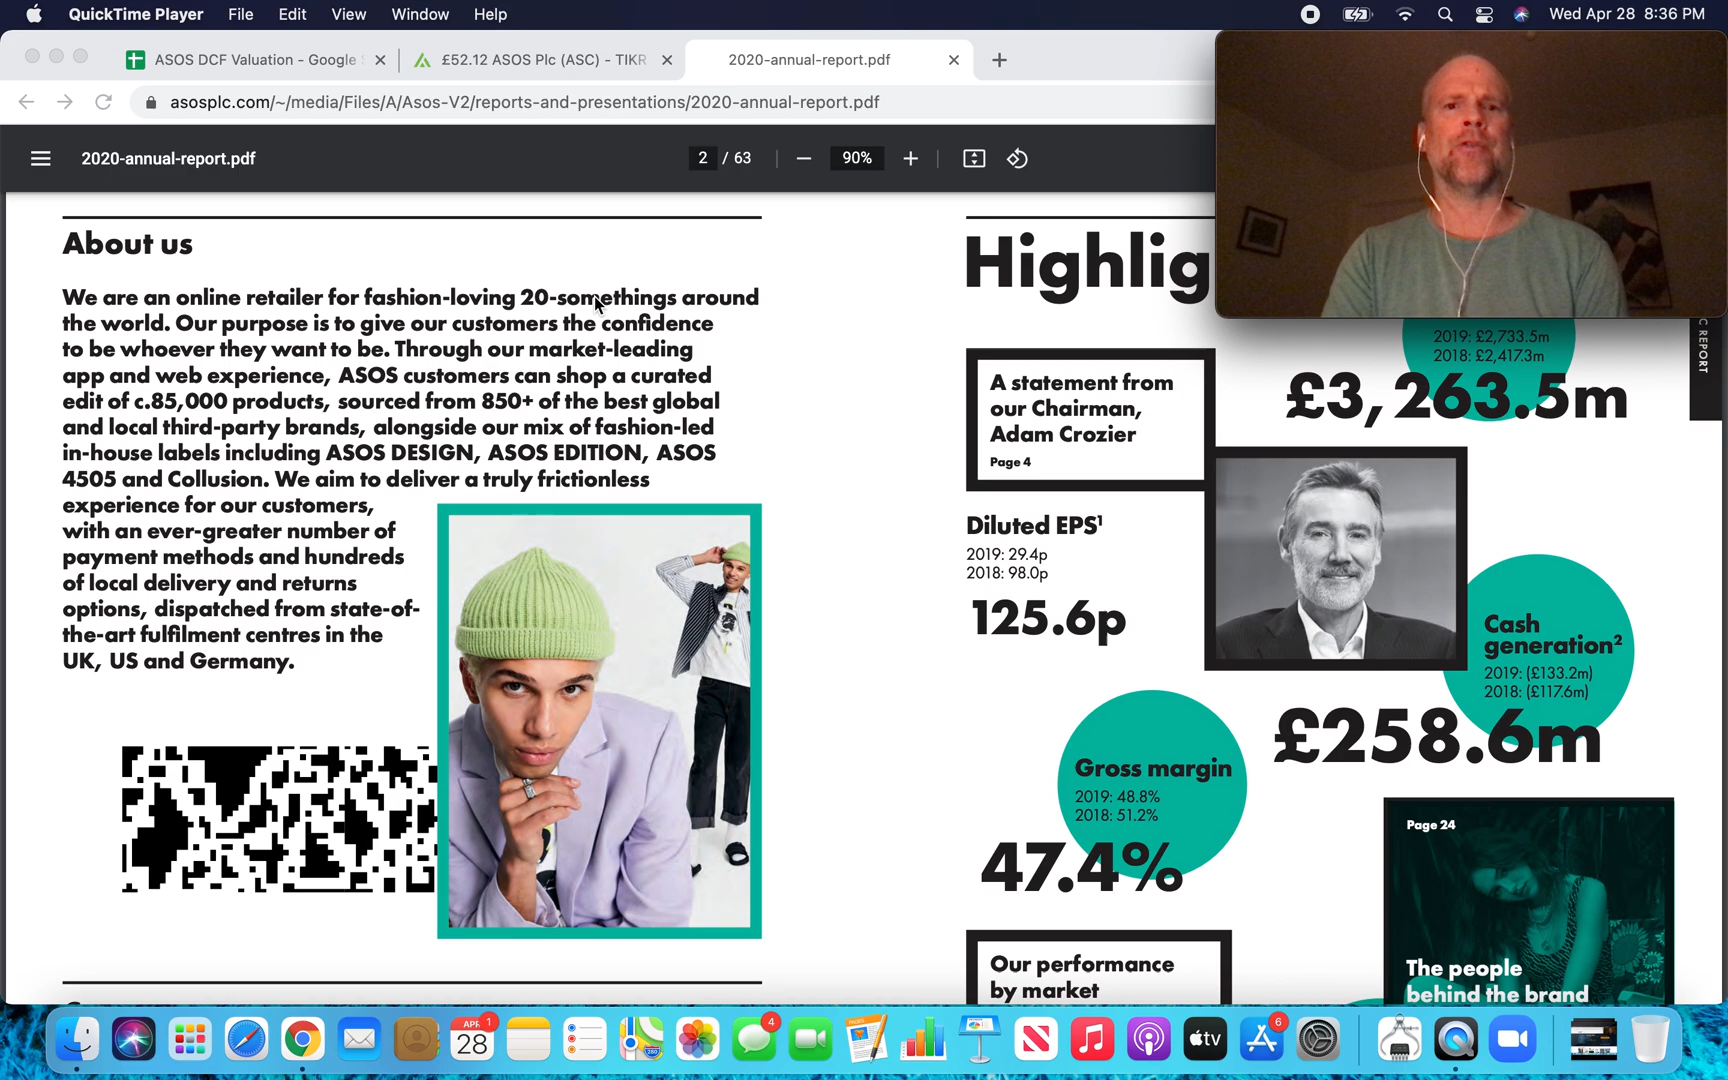 QuickTime Player File Edit View Window Help
Wed Apr 28 8:36 PM
ASOS DCF Valuation - Google
£52.12 ASOS Plc (ASC) - TIKR
2020-annual-report.pdf
asosplc.com/~/media/Files/A/Asos-V2/reports-and-presentations/2020-annual-report.pdf
2020-annual-report.pdf
2 / 63
90%
About us
We are an online retailer for fashion-loving 20-somethings around
the world. Our purpose is to give our customers the confidence
to be whoever they want to be. Through our market-leading
app and web experience, ASOS customers can shop a curated
edit of c.85,000 products, sourced from 850+ of the best global
and local third-party brands, alongside our mix of fashion-led
in-house labels including ASOS DESIGN, ASOS EDITION, ASOS
4505 and Collusion. We aim to deliver a truly frictionless
experience for our customers,
with an ever-greater number of
payment methods and hundreds
of local delivery and returns
options, dispatched from state-of-
the-art fulfilment centres in the
UK, US and Germany.
Highlig
2019: £2,733.5m
2018: £2,417.3m
£3,263.5m
C REPORT
A statement from
our Chairman,
Adam Crozier
Page 4
Diluted EPS¹
2019: 29.4p
2018: 98.0p
125.6p
Cash
generation²
2019: (£133.2m)
2018: (£117.6m)
£258.6m
Gross margin
2019: 48.8%
2018: 51.2%
47.4%
Page 24
The people
behind the brand
Our performance
by market
APR
28
1
4
PAGES
tv
6